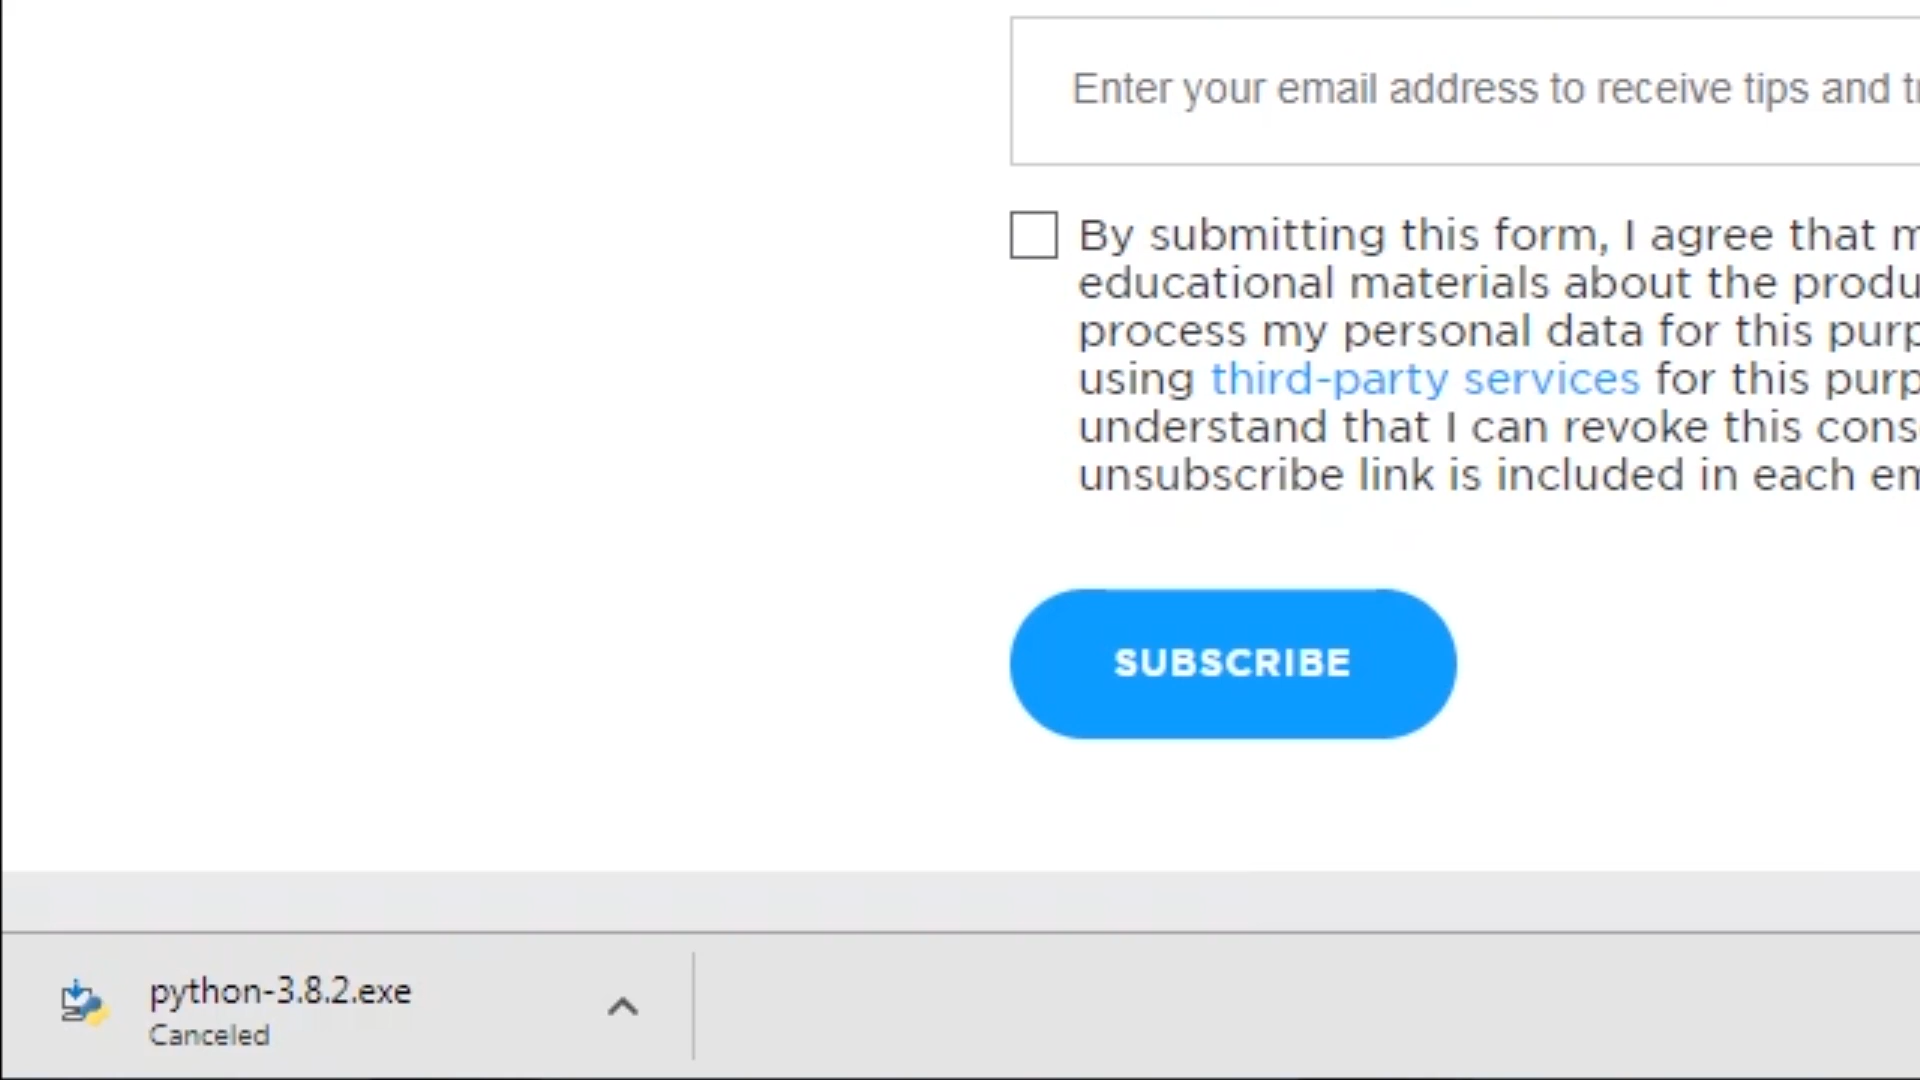 Enter your email address to receive tips and
By submitting this form, I agree that
educational materials about the
process my personal data for this
using third-party services for this
understand that I can revoke this
unsubscribe link is included in each
SUBSCRIBE
python-3.8.2.exe
Canceled